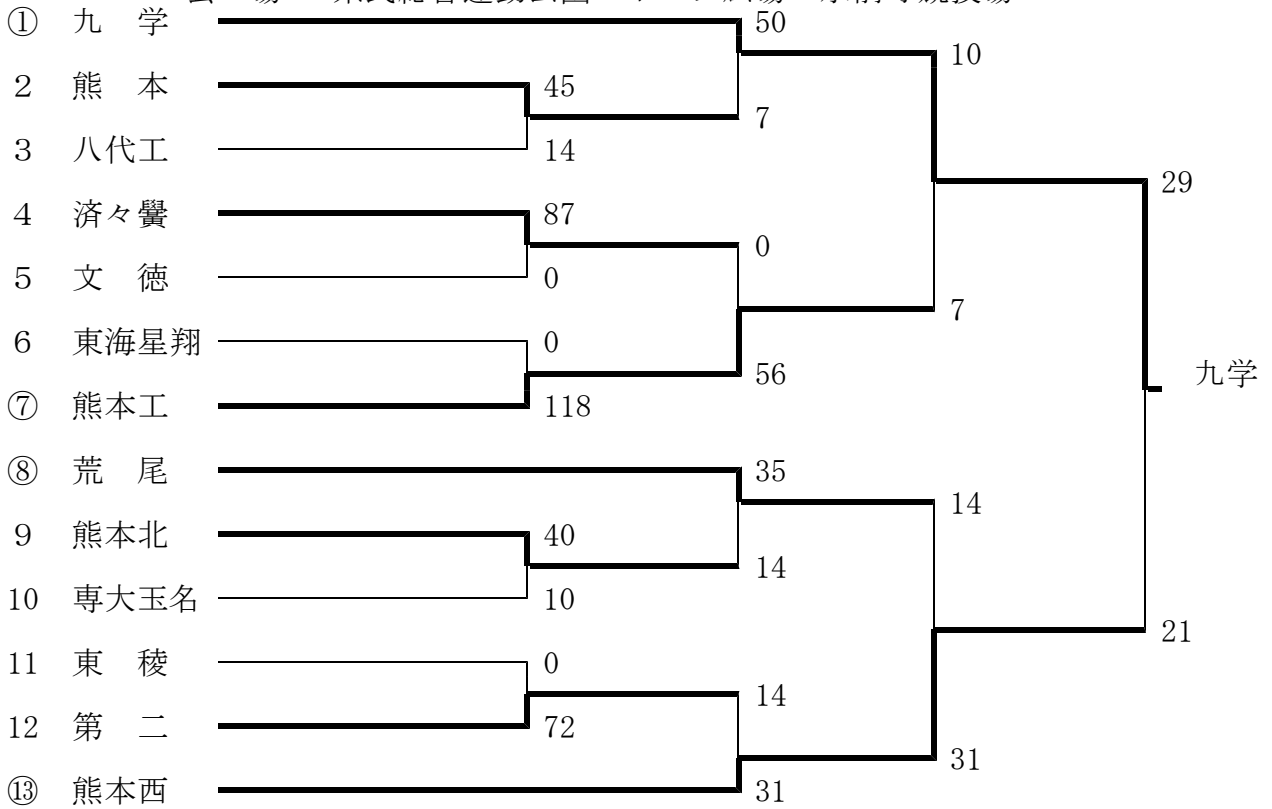 ① 九 学 50
10
2 熊 本 45
7
3 八代工 14
29
4 済々黌 87
0
5 文 徳 0
7
6 東海星翔 0
56
九学
⑦ 熊本工 118
⑧ 荒 尾 35
14
9 熊本北 40
14
10 専大玉名 10
21
11 東 稜 0
14
12 第 二 72
31
⑬ 熊本西 31